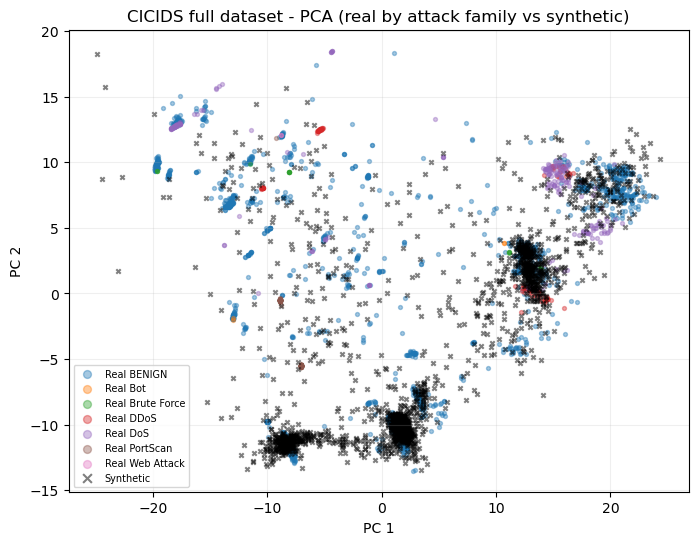 CICIDS full dataset - PCA (real by attack family vs synthetic)
20
15
10
5
0
−5
−10
−15
PC 2
Real BENIGN
Real Bot
Real Brute Force
Real DDoS
Real DoS
Real PortScan
Real Web Attack
Synthetic
−20
−10
0
10
20
PC 1